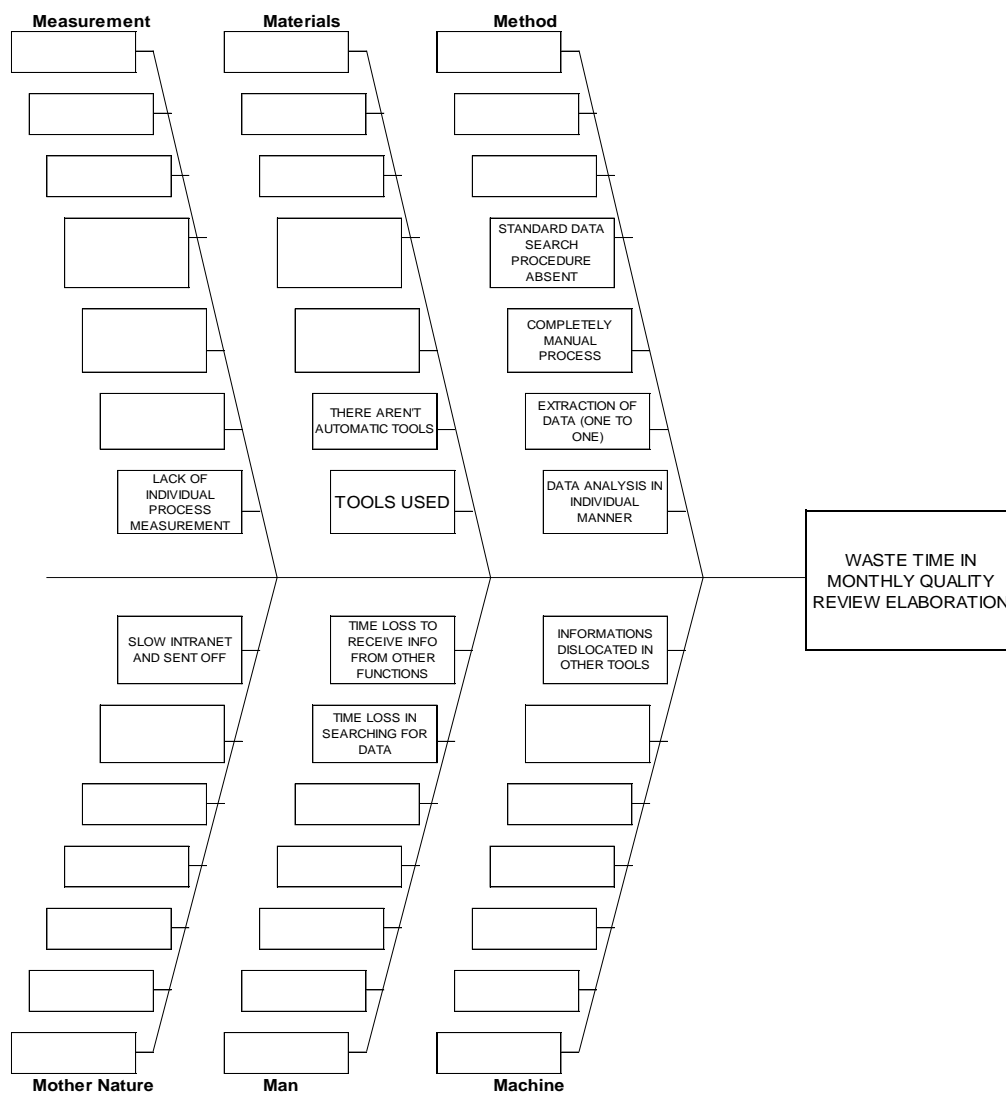 Measurement
Materials
Method
STANDARD DATA
SEARCH
PROCEDURE
ABSENT
COMPLETELY
MANUAL
PROCESS
THERE AREN'T
AUTOMATIC TOOLS
EXTRACTION OF
DATA (ONE TO
ONE)
LACK OF
INDIVIDUAL
PROCESS
MEASUREMENT
TOOLS USED
DATA ANALYSIS IN
INDIVIDUAL
MANNER
WASTE TIME IN
MONTHLY QUALITY
REVIEW ELABORATION
SLOW INTRANET
AND SENT OFF
TIME LOSS TO
RECEIVE INFO
FROM OTHER
FUNCTIONS
INFORMATIONS
DISLOCATED IN
OTHER TOOLS
TIME LOSS IN
SEARCHING FOR
DATA
Mother Nature
Man
Machine